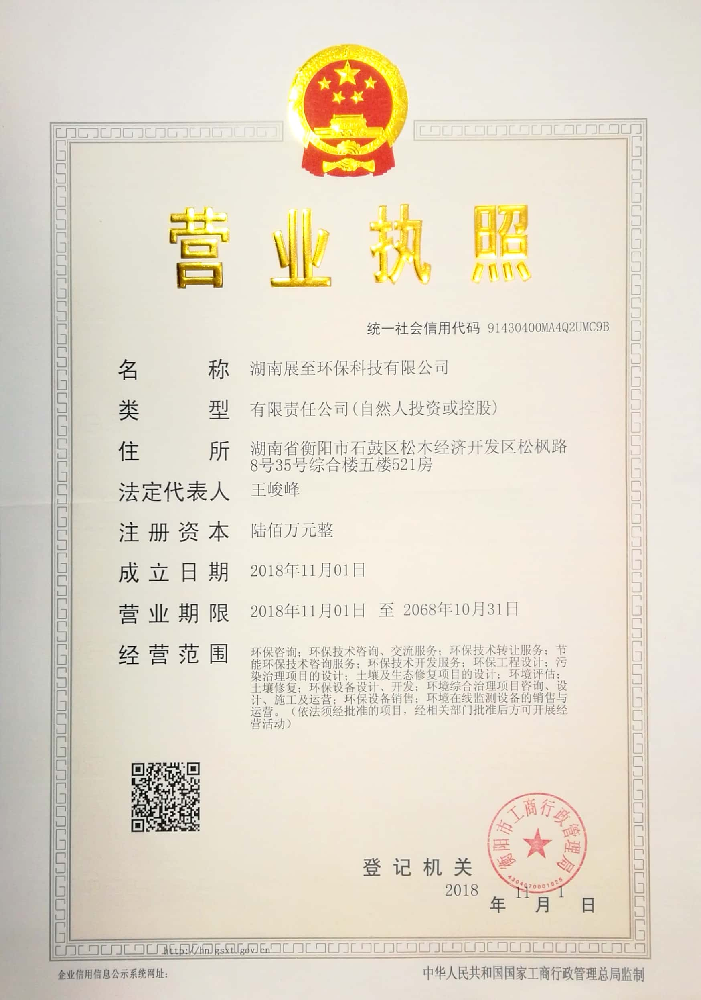 营业执照
统一社会信用代码 91430400MA4Q2UMC9B
名称 湖南展至环保科技有限公司
类型 有限责任公司(自然人投资或控股)
住所 湖南省衡阳市石鼓区松木经济开发区松枫路
8号35号综合楼五楼521房
法定代表人 王峻峰
注册资本 陆佰万元整
成立日期 2018年11月01日
营业期限 2018年11月01日 至 2068年10月31日
经营范围 环保咨询；环保技术咨询、交流服务；环保技术转让服务；节
能环保技术咨询服务；环保技术开发服务；环保工程设计；污
染治理项目的设计；土壤及生态修复项目的设计；环境评估；
土壤修复；环保设备设计、开发；环境综合治理项目咨询、设
计、施工及运营；环保设备销售；环境在线监测设备的销售与
运营。（依法须经批准的项目，经相关部门批准后方可开展经
营活动）
衡阳市工商行政管理局
4304070001825
登记机关
2018年11月1日
http://hn.gsxt.gov.cn
企业信用信息公示系统网址：
中华人民共和国国家工商行政管理总局监制